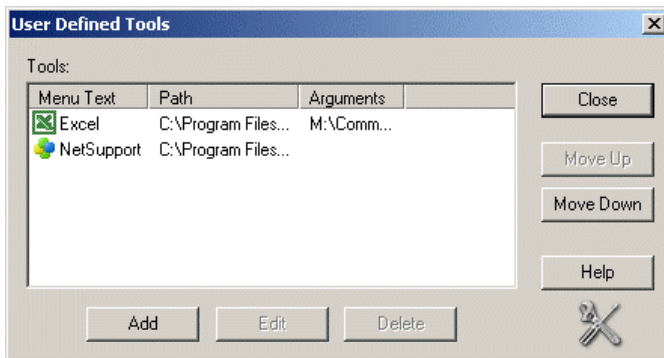 User Defined Tools
Tools:
Menu Text Path Arguments
Excel C:\Program Files... M:\Comm...
NetSupport C:\Program Files...
Close
Move Up
Move Down
Help
Add Edit Delete